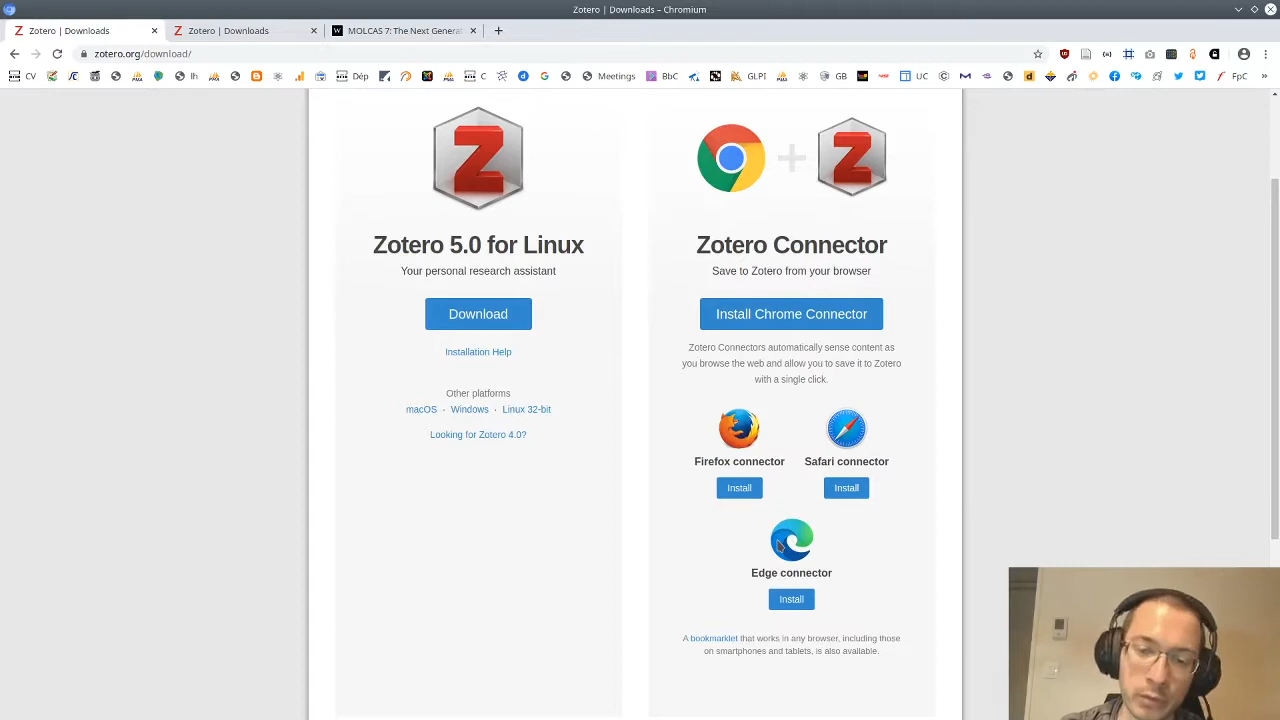 Zotero | Downloads – Chromium
Zotero | Downloads
Zotero | Downloads
MOLCAS 7: The Next Generat
zotero.org/download/
CV
Ih
Dép
C
Meetings
BbC
GLPI
GB
UC
FpC
Zotero 5.0 for Linux
Your personal research assistant
Download
Installation Help
Other platforms
macOS · Windows · Linux 32-bit
Looking for Zotero 4.0?
Zotero Connector
Save to Zotero from your browser
Install Chrome Connector
Zotero Connectors automatically sense content as
you browse the web and allow you to save it to Zotero
with a single click.
Firefox connector
Install
Safari connector
Install
Edge connector
Install
A bookmarklet that works in any browser, including those
on smartphones and tablets, is also available.